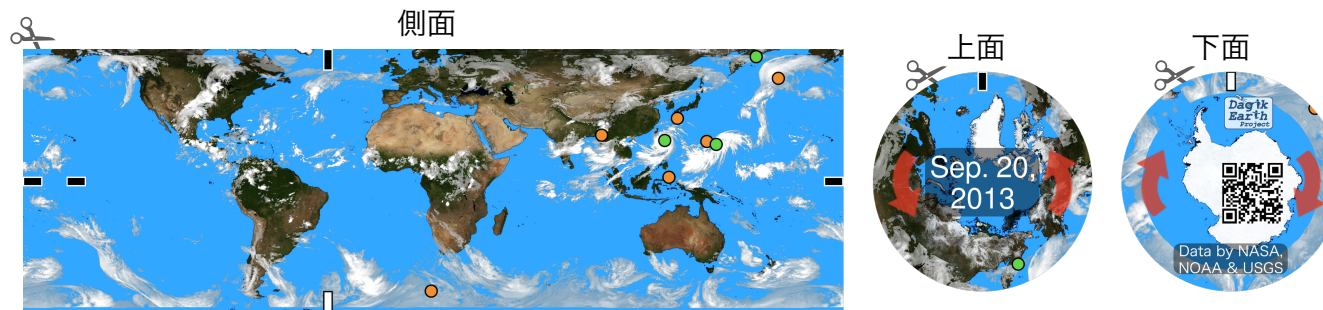 側面
上面
下面
Sep. 20,
2013
Dagik
Earth
Project
Data by NASA,
NOAA & USGS